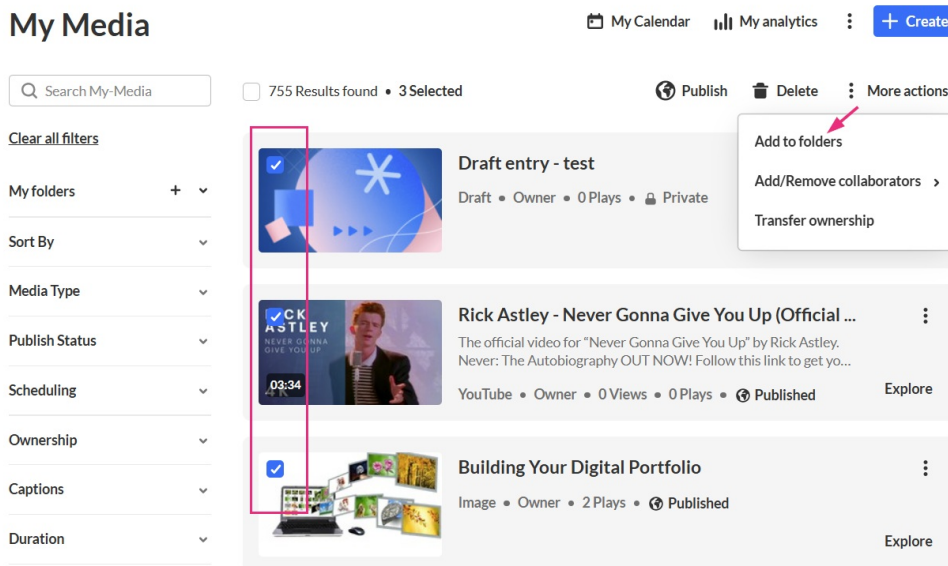 My Media
My Calendar
My analytics
+ Create
Search My-Media
755 Results found • 3 Selected
Publish
Delete
More actions
Clear all filters
Add to folders
Add/Remove collaborators
Transfer ownership
My folders
Sort By
Media Type
Publish Status
Scheduling
Ownership
Captions
Duration
Draft entry - test
Draft • Owner • 0 Plays • Private
ASTLEY
NEVER GONNA
GIVE YOU UP
03:34
Rick Astley - Never Gonna Give You Up (Official ...
The official video for “Never Gonna Give You Up” by Rick Astley.
Never: The Autobiography OUT NOW! Follow this link to get yo...
YouTube • Owner • 0 Views • 0 Plays • Published
Explore
Building Your Digital Portfolio
Image • Owner • 2 Plays • Published
Explore